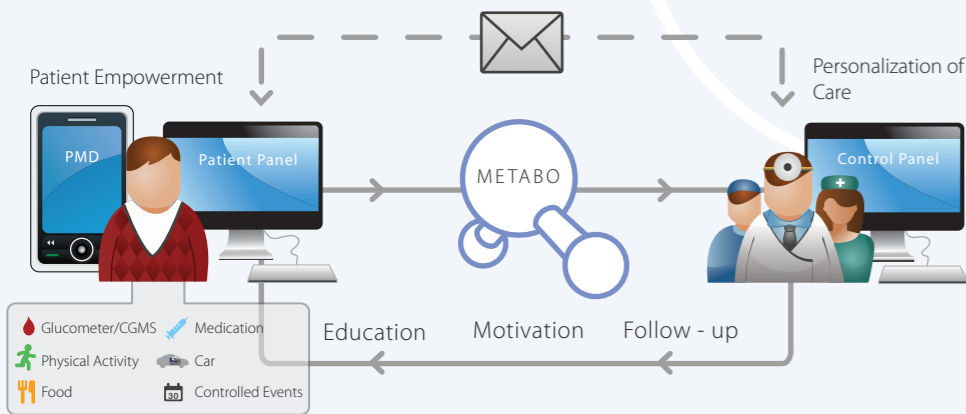 Patient Empowerment
Personalization of
Care
PMD
Patient Panel
METABO
Control Panel
Education
Motivation
Follow - up
Glucometer/CGMS
Medication
Physical Activity
Car
Food
30
Controlled Events